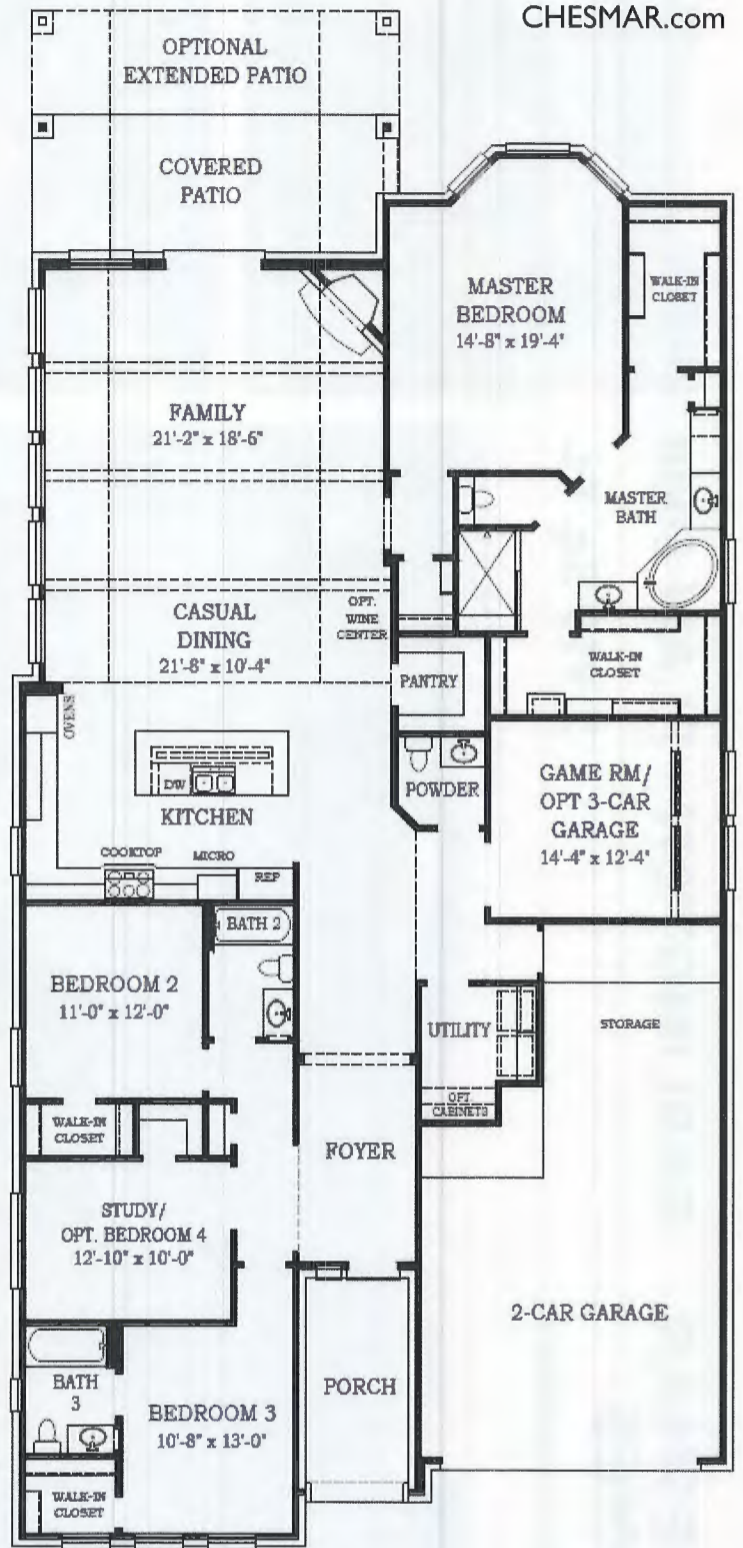 CHESMAR.com
OPTIONAL
EXTENDED PATIO
COVERED
PATIO
MASTER
BEDROOM
14'-8" x 19'-4"
WALK-IN
CLOSET
FAMILY
21'-2" x 18'-6"
MASTER
BATH
CASUAL
DINING
21'-8" x 10'-4"
OPT.
WINE
CENTER
WALK-IN
CLOSET
PANTRY
OVENS
DW
KITCHEN
POWDER
GAME RM/
OPT 3-CAR
GARAGE
14'-4" x 12'-4"
COOKTOP
MICRO
REF
BATH 2
BEDROOM 2
11'-0" x 12'-0"
UTILITY
STORAGE
OPT.
CABINETS
WALK-IN
CLOSET
FOYER
STUDY/
OPT. BEDROOM 4
12'-10" x 10'-0"
2-CAR GARAGE
BATH
3
PORCH
BEDROOM 3
10'-8" x 13'-0"
WALK-IN
CLOSET